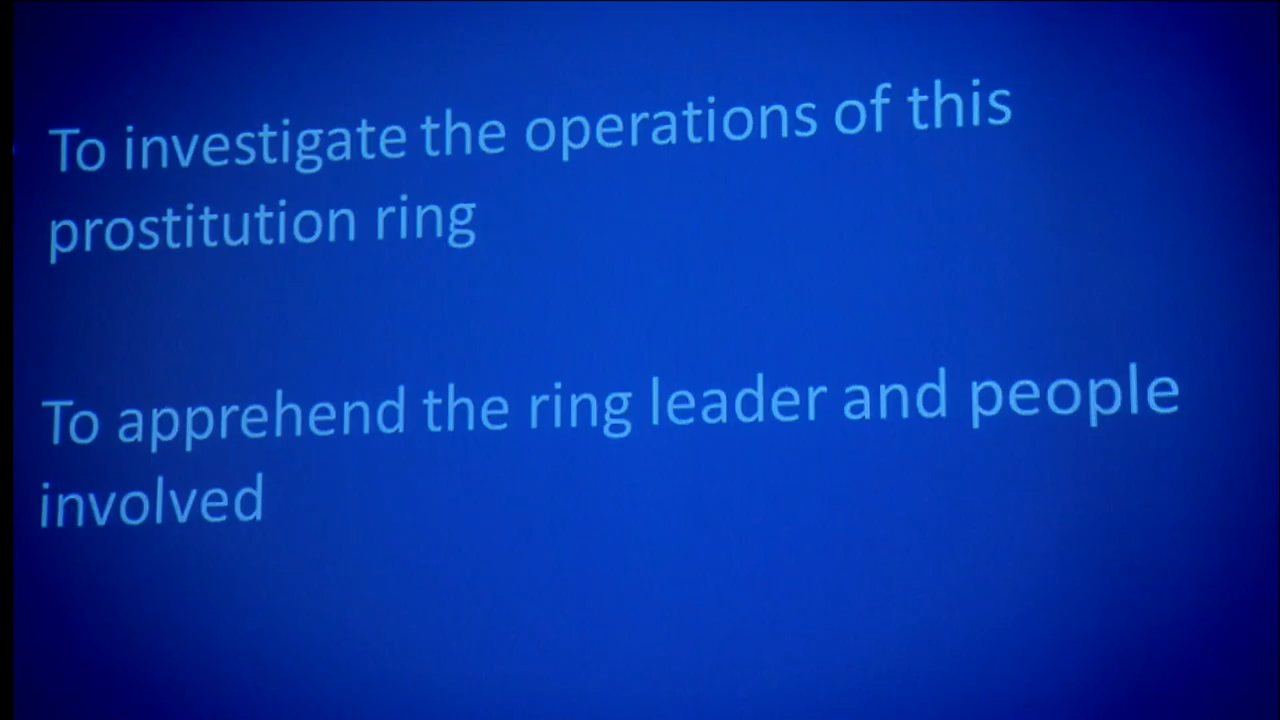 To investigate the operations of this
prostitution ring
To apprehend the ring leader and people
involved